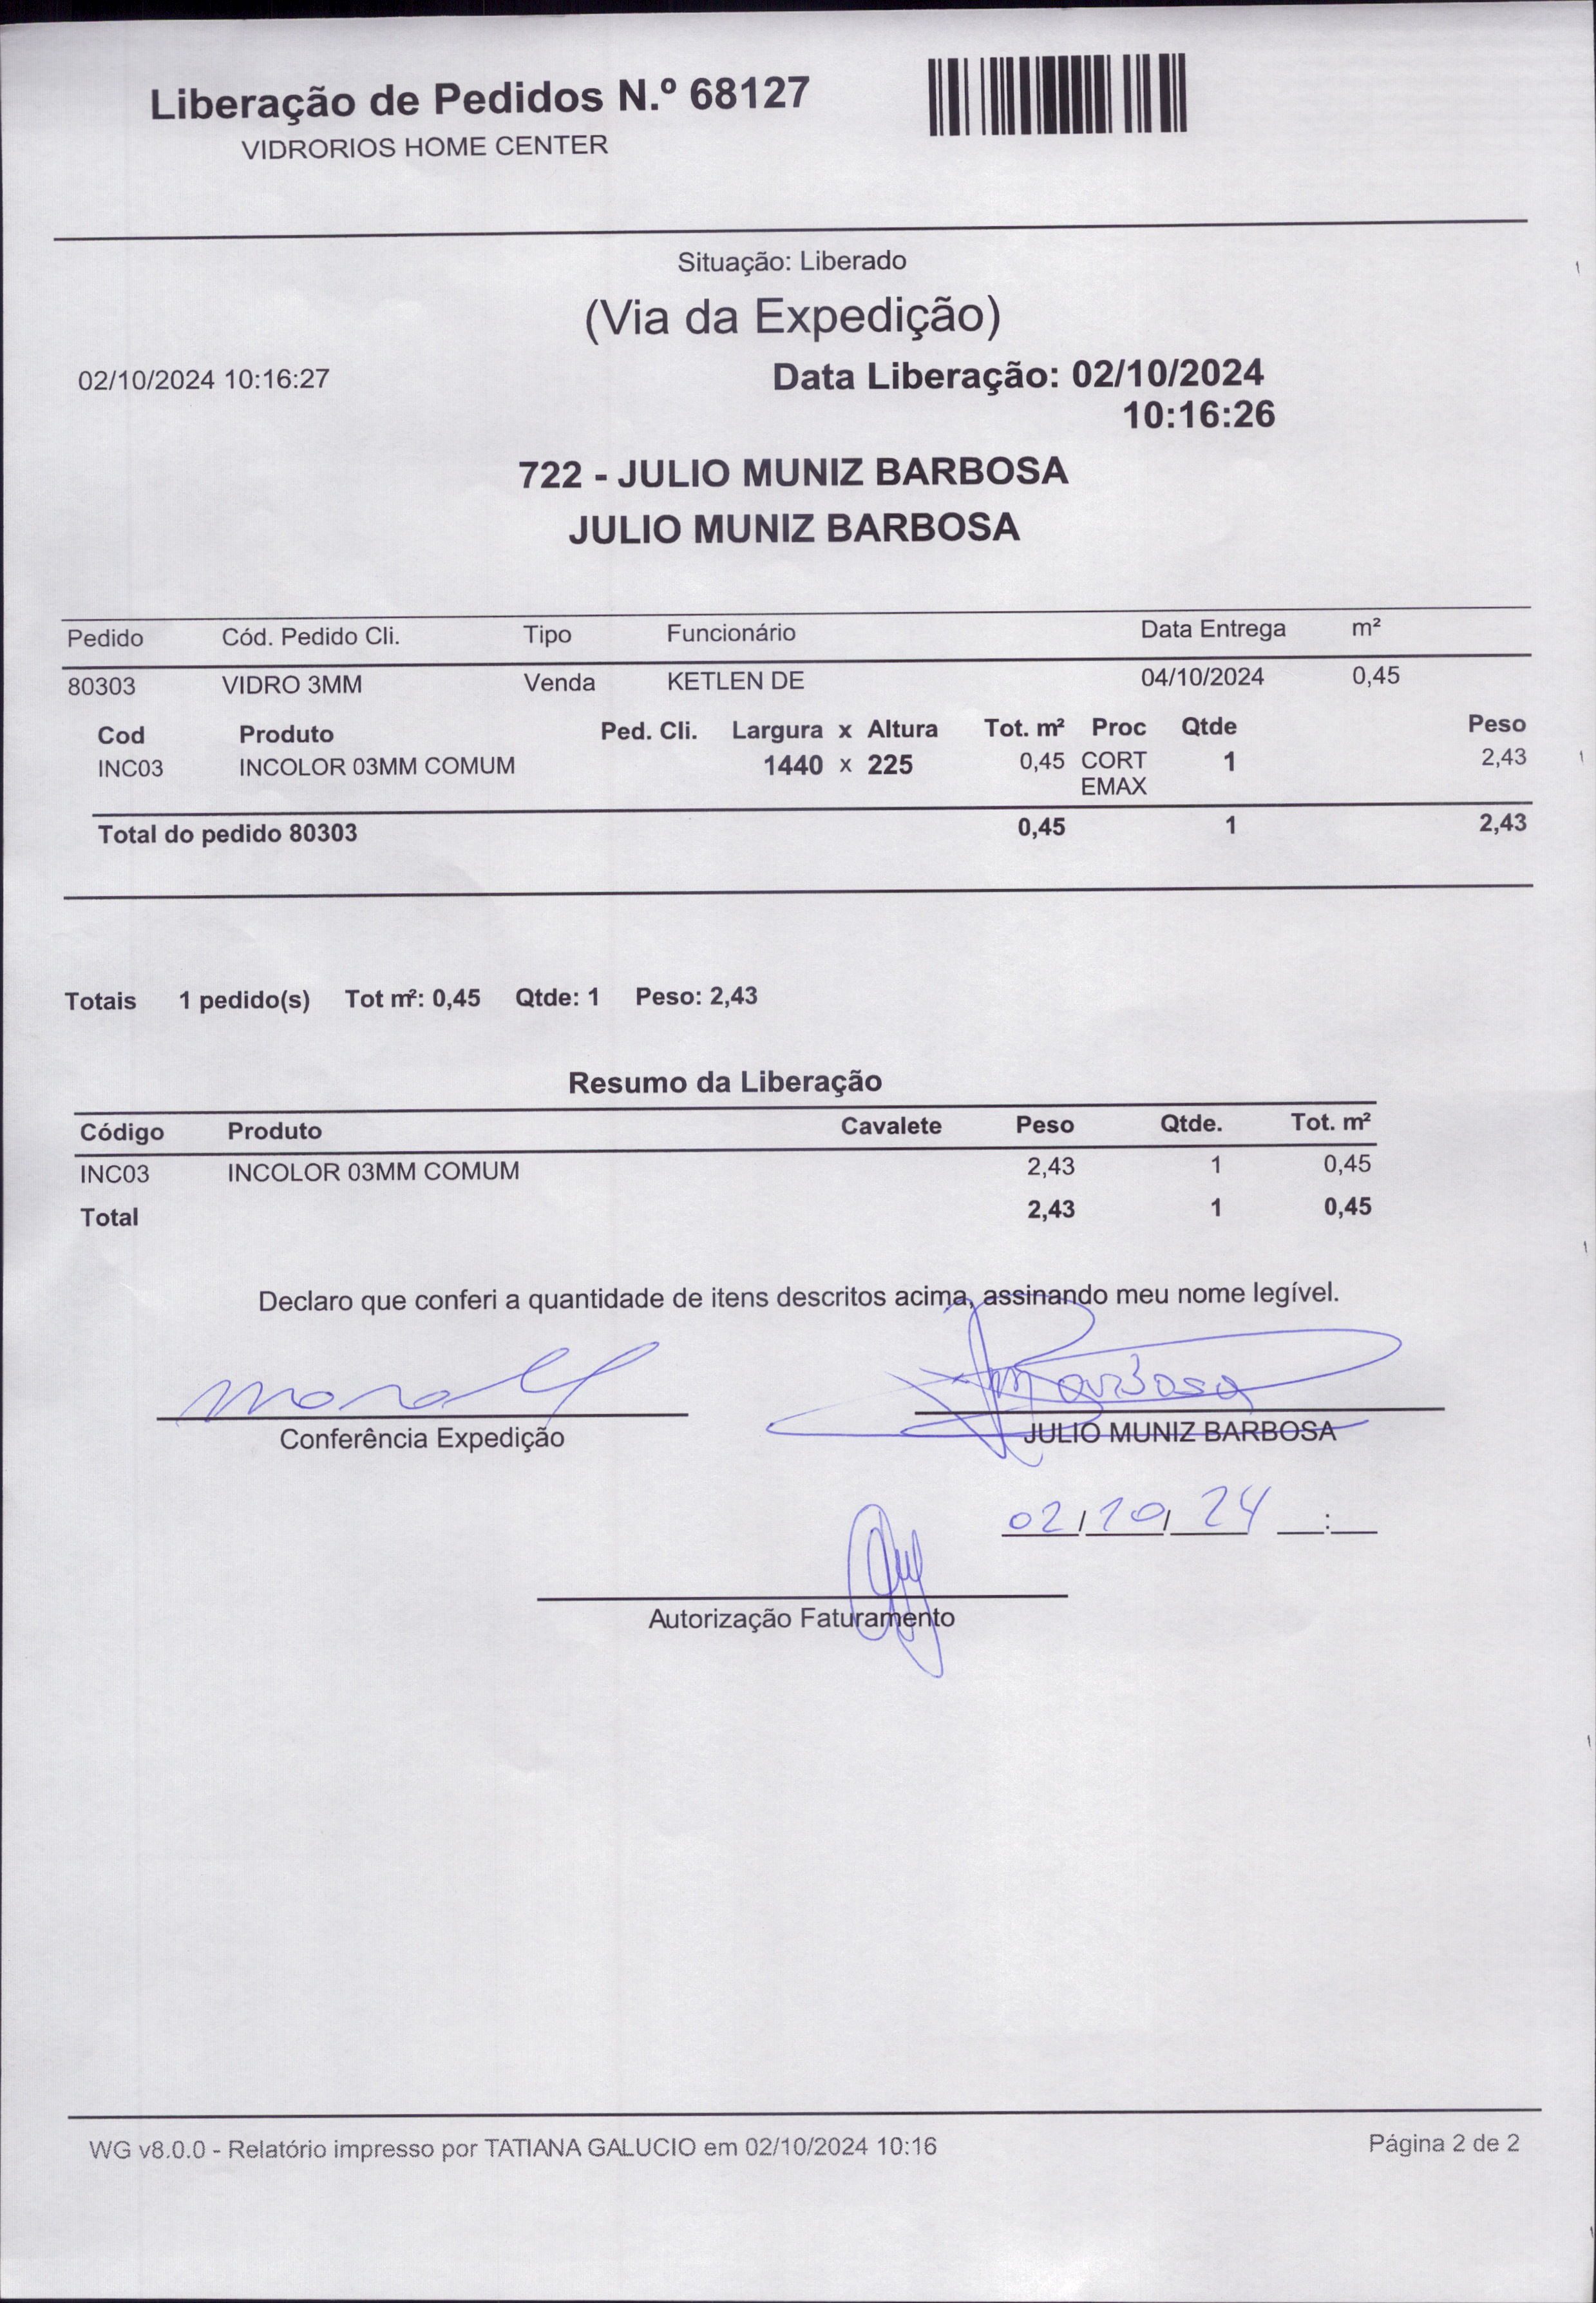 Liberação de Pedidos N.º 68127
VIDRORIOS HOME CENTER
Situação: Liberado
(Via da Expedição)
02/10/2024 10:16:27
Data Liberação: 02/10/2024
10:16:26
722 - JULIO MUNIZ BARBOSA
JULIO MUNIZ BARBOSA
Pedido Cód. Pedido Cli. Tipo Funcionário Data Entrega m²
80303 VIDRO 3MM Venda KETLEN DE 04/10/2024 0,45
Cod Produto Ped. Cli. Largura x Altura Tot. m² Proc Qtde Peso
INC03 INCOLOR 03MM COMUM 1440 x 225 0,45 CORT 1 2,43
EMAX
Total do pedido 80303 0,45 1 2,43
Totais 1 pedido(s) Tot m²: 0,45 Qtde: 1 Peso: 2,43
Resumo da Liberação
Código Produto Cavalete Peso Qtde. Tot. m²
INC03 INCOLOR 03MM COMUM 2,43 1 0,45
Total 2,43 1 0,45
Declaro que conferi a quantidade de itens descritos acima, assinando meu nome legível.
Barbosa
Conferência Expedição JULIO MUNIZ BARBOSA
02/10/24 __:__
Autorização Faturamento
WG v8.0.0 - Relatório impresso por TATIANA GALUCIO em 02/10/2024 10:16 Página 2 de 2